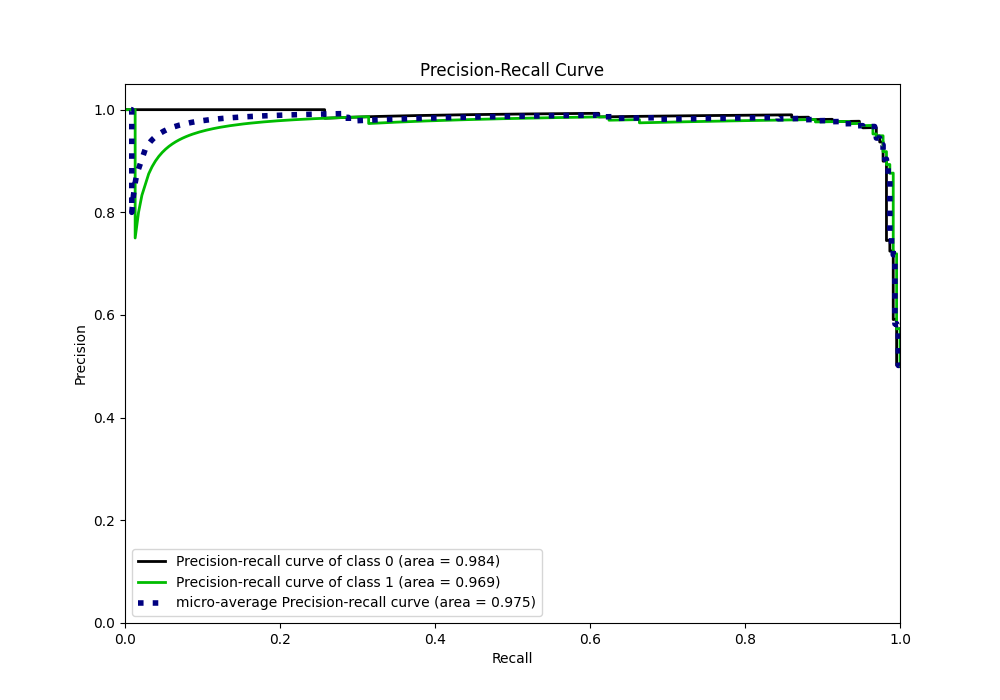 Precision-Recall Curve
1.0
0.8
0.6
0.4
0.2
0.0
Precision
Precision-recall curve of class 0 (area = 0.984)
Precision-recall curve of class 1 (area = 0.969)
micro-average Precision-recall curve (area = 0.975)
0.0 0.2 0.4 0.6 0.8 1.0
Recall